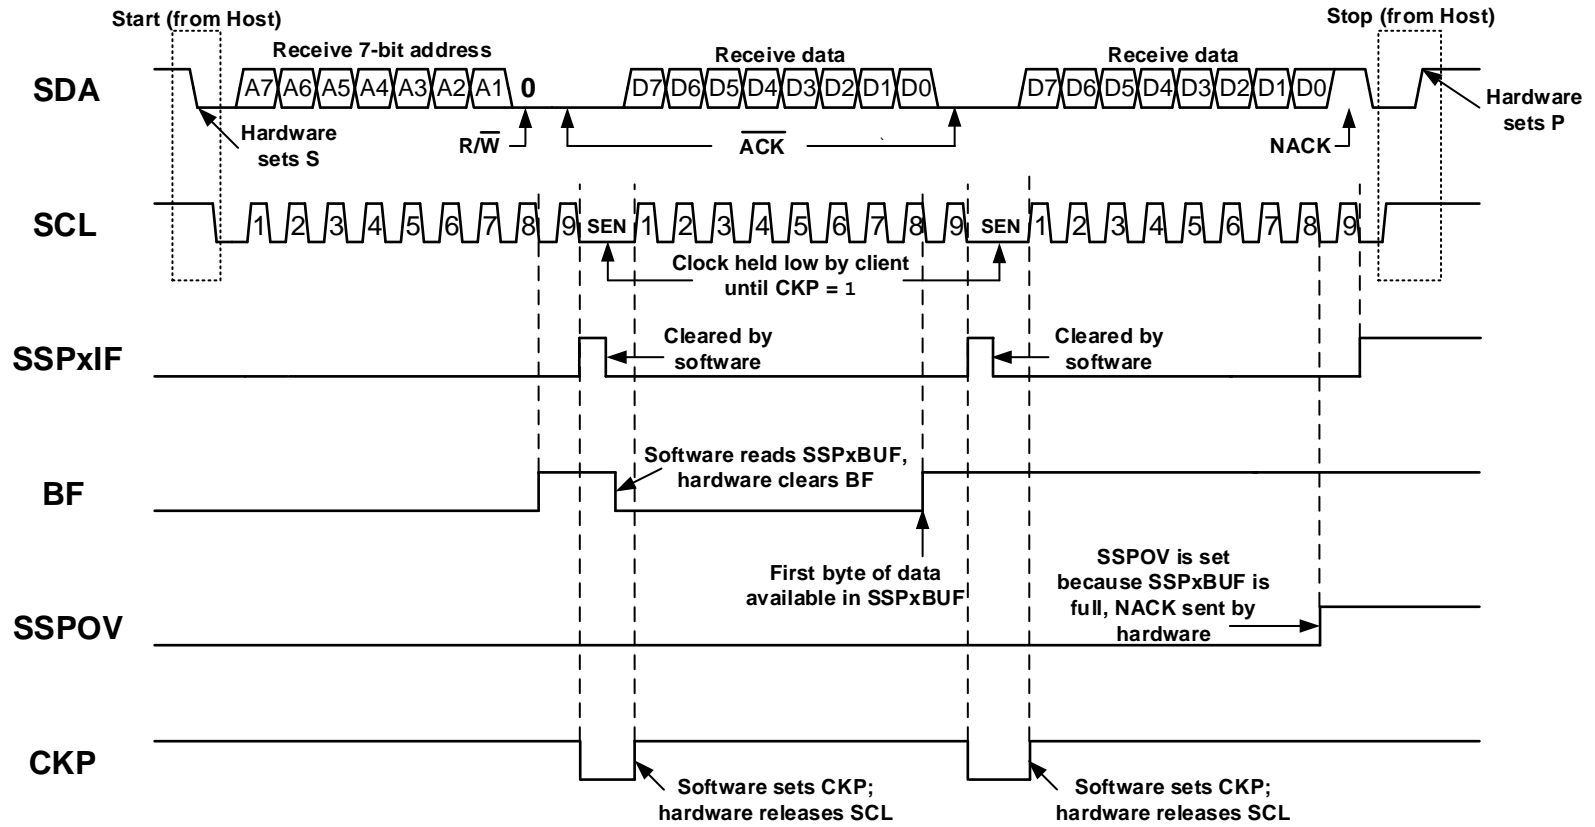 Start (from Host)
Stop (from Host)
Receive 7-bit address
Receive data
Receive data
SDA
A7 A6 A5 A4 A3 A2 A1 0
D7 D6 D5 D4 D3 D2 D1 D0
D7 D6 D5 D4 D3 D2 D1 D0
Hardware
sets S
R/W̅
A̅C̅K̅
NACK
Hardware
sets P
SCL
1 2 3 4 5 6 7 8 9 SEN 1 2 3 4 5 6 7 8 9 SEN 1 2 3 4 5 6 7 8 9
Clock held low by client
until CKP = 1
SSPxIF
Cleared by
software
Cleared by
software
BF
Software reads SSPxBUF,
hardware clears BF
First byte of data
available in SSPxBUF
SSPOV
SSPOV is set
because SSPxBUF is
full, NACK sent by
hardware
CKP
Software sets CKP;
hardware releases SCL
Software sets CKP;
hardware releases SCL